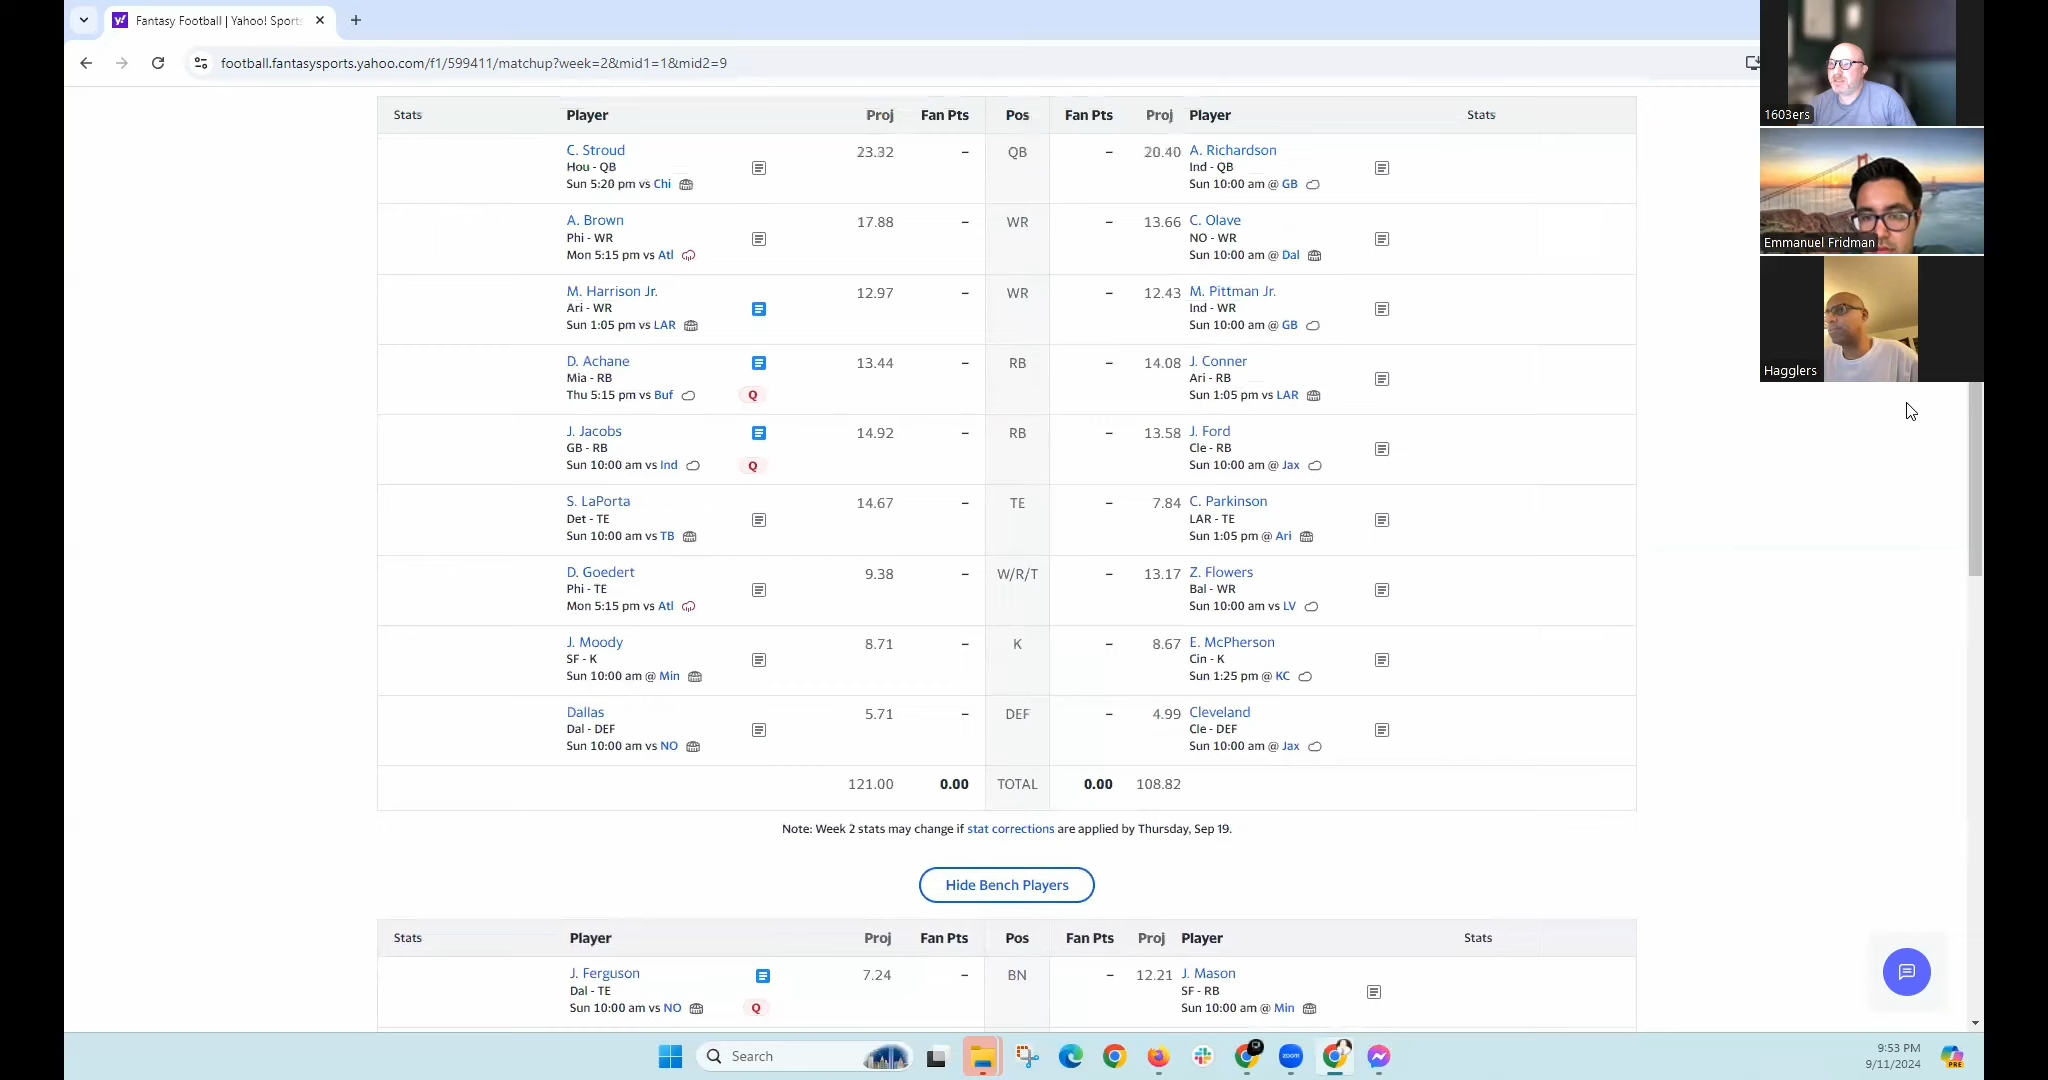 Fantasy Football | Yahoo! Sports
football.fantasysports.yahoo.com/f1/599411/matchup?week=2&mid1=1&mid2=9
1603ers
Emmanuel Fridman
Hagglers
Stats Player Proj Fan Pts Pos Fan Pts Proj Player Stats
C. Stroud 23.32 – QB – 20.40 A. Richardson
Hou - QB Ind - QB
Sun 5:20 pm vs Chi Sun 10:00 am @ GB
A. Brown 17.88 – WR – 13.66 C. Olave
Phi - WR NO - WR
Mon 5:15 pm vs Atl Sun 10:00 am @ Dal
M. Harrison Jr. 12.97 – WR – 12.43 M. Pittman Jr.
Ari - WR Ind - WR
Sun 1:05 pm vs LAR Sun 10:00 am @ GB
D. Achane 13.44 – RB – 14.08 J. Conner
Mia - RB Ari - RB
Thu 5:15 pm vs Buf Q Sun 1:05 pm vs LAR
J. Jacobs 14.92 – RB – 13.58 J. Ford
GB - RB Cle - RB
Sun 10:00 am vs Ind Q Sun 10:00 am @ Jax
S. LaPorta 14.67 – TE – 7.84 C. Parkinson
Det - TE LAR - TE
Sun 10:00 am vs TB Sun 1:05 pm @ Ari
D. Goedert 9.38 – W/R/T – 13.17 Z. Flowers
Phi - TE Bal - WR
Mon 5:15 pm vs Atl Sun 10:00 am vs LV
J. Moody 8.71 – K – 8.67 E. McPherson
SF - K Cin - K
Sun 10:00 am @ Min Sun 1:25 pm @ KC
Dallas 5.71 – DEF – 4.99 Cleveland
Dal - DEF Cle - DEF
Sun 10:00 am vs NO Sun 10:00 am @ Jax
121.00 0.00 TOTAL 0.00 108.82
Note: Week 2 stats may change if stat corrections are applied by Thursday, Sep 19.
Hide Bench Players
Stats Player Proj Fan Pts Pos Fan Pts Proj Player Stats
J. Ferguson 7.24 – BN – 12.21 J. Mason
Dal - TE SF - RB
Sun 10:00 am vs NO Q Sun 10:00 am @ Min
Search
zoom
9:53 PM
9/11/2024
PRE